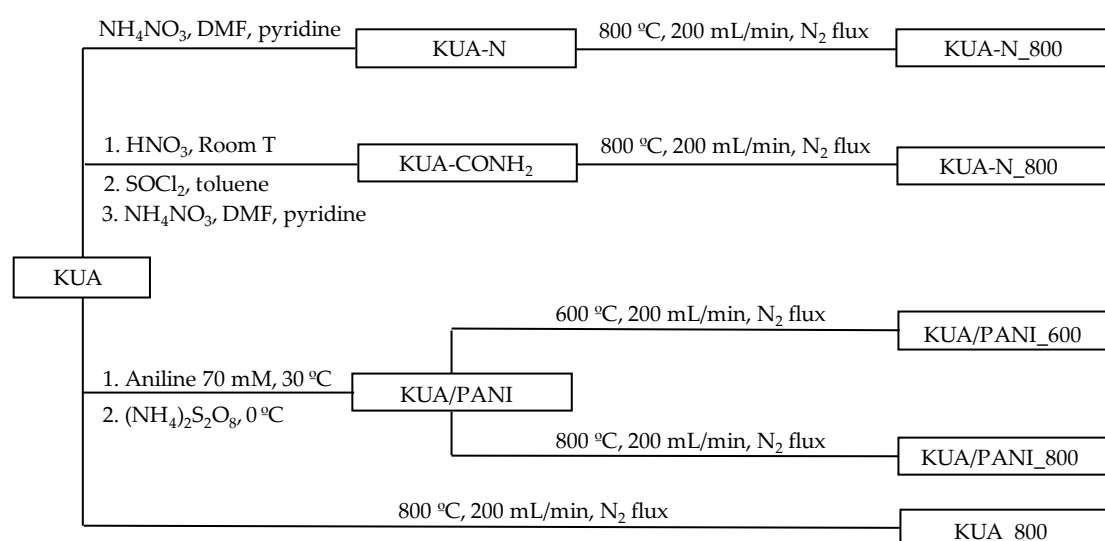 NH₄NO₃, DMF, pyridine
KUA-N
800 ºC, 200 mL/min, N₂ flux
KUA-N_800
1. HNO₃, Room T
2. SOCl₂, toluene
3. NH₄NO₃, DMF, pyridine
KUA-CONH₂
800 ºC, 200 mL/min, N₂ flux
KUA-N_800
KUA
600 ºC, 200 mL/min, N₂ flux
KUA/PANI_600
1. Aniline 70 mM, 30 ºC
2. (NH₄)₂S₂O₈, 0 ºC
KUA/PANI
800 ºC, 200 mL/min, N₂ flux
KUA/PANI_800
800 ºC, 200 mL/min, N₂ flux
KUA_800